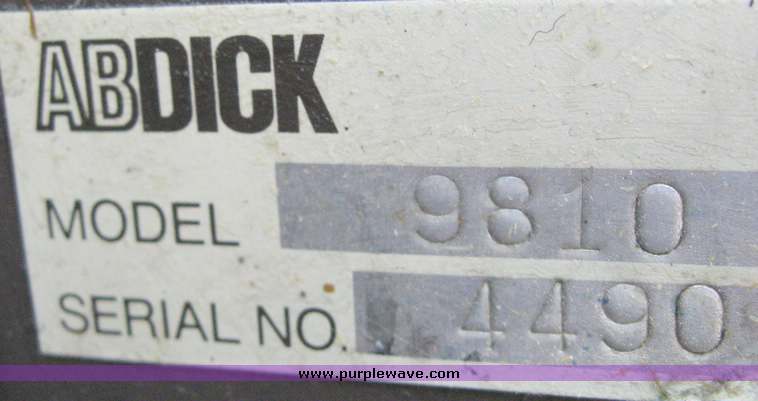 ABDICK
MODEL 9810
SERIAL NO. 4490
www.purplewave.com